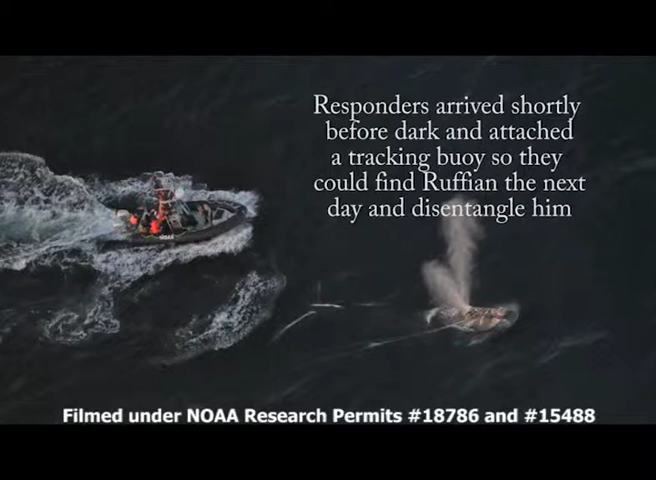 Responders arrived shortly
before dark and attached
a tracking buoy so they
could find Ruffian the next
day and disentangle him
NOAA
Filmed under NOAA Research Permits #18786 and #15488